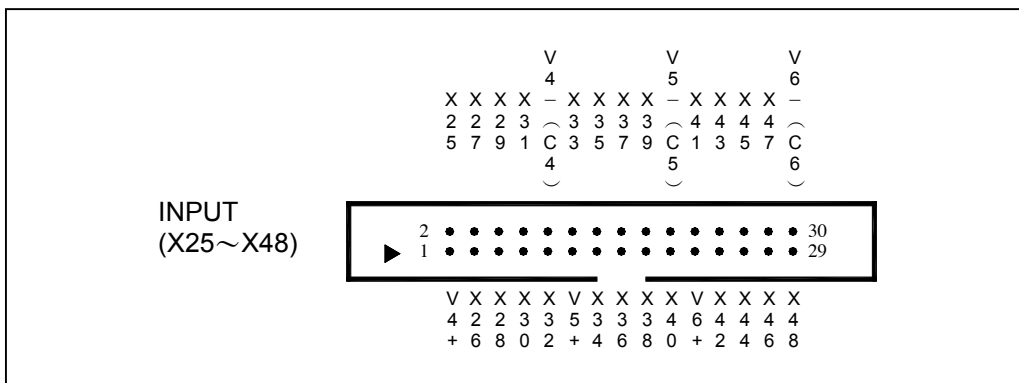 X25 X27 X29 X31 V4−(C4) X33 X35 X37 X39 V5−(C5) X41 X43 X45 X47 V6−(C6)
INPUT
(X25～X48)
2 30
1 29
V4+ X26 X28 X30 X32 V5+ X34 X36 X38 X40 V6+ X42 X44 X46 X48